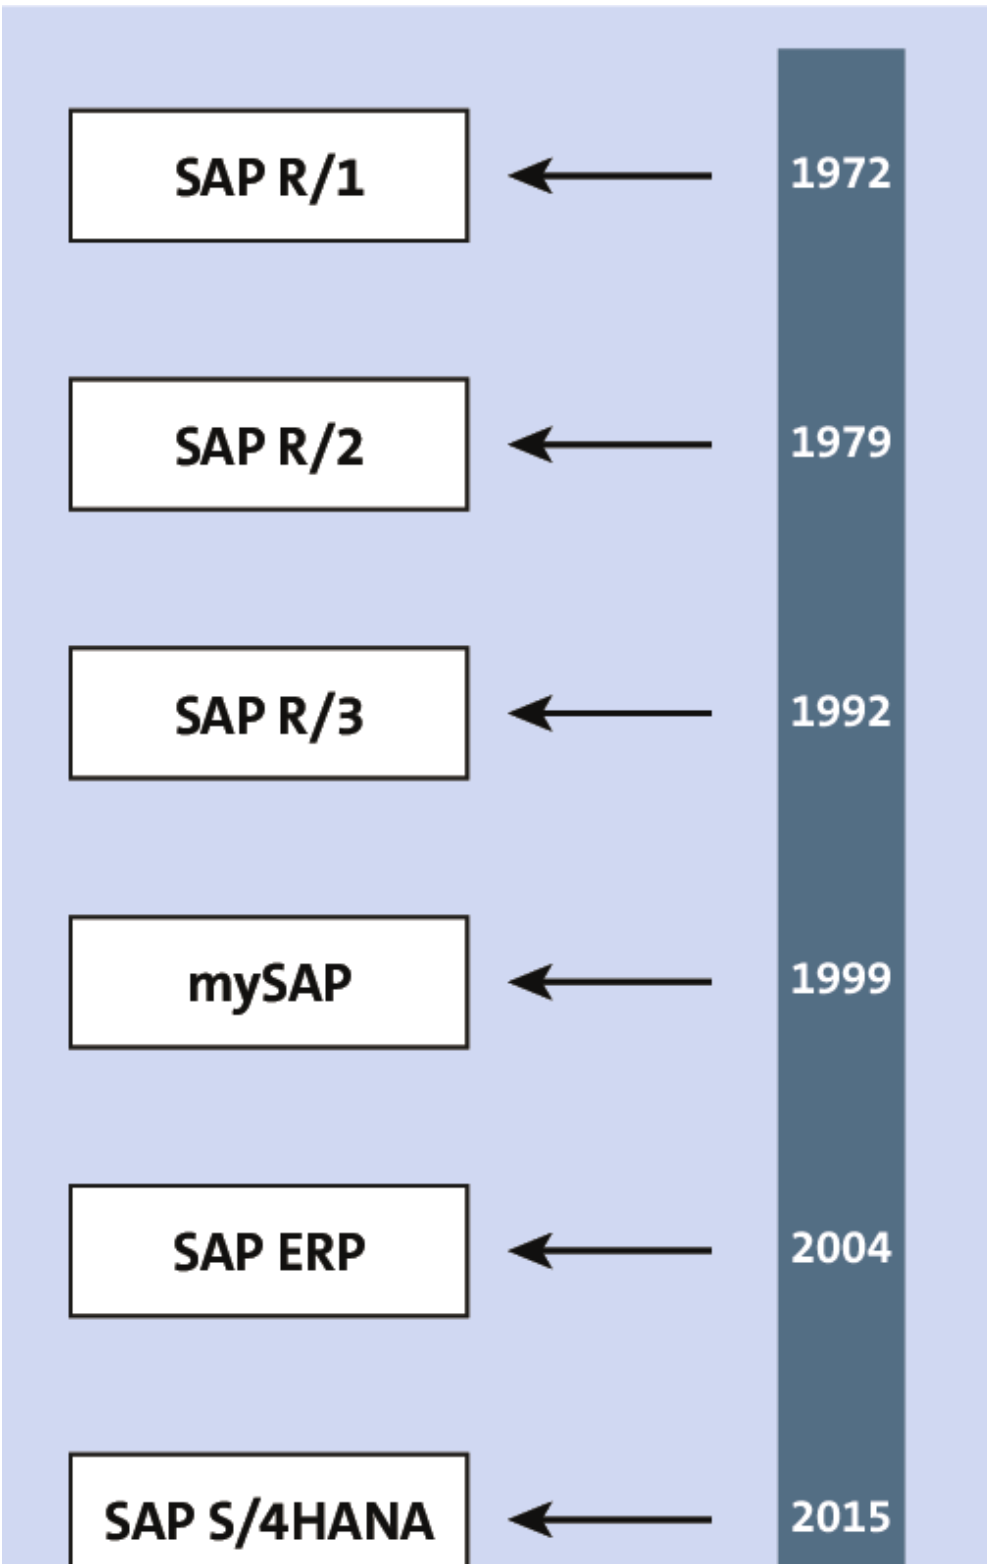 SAP R/1
1972
SAP R/2
1979
SAP R/3
1992
mySAP
1999
SAP ERP
2004
SAP S/4HANA
2015